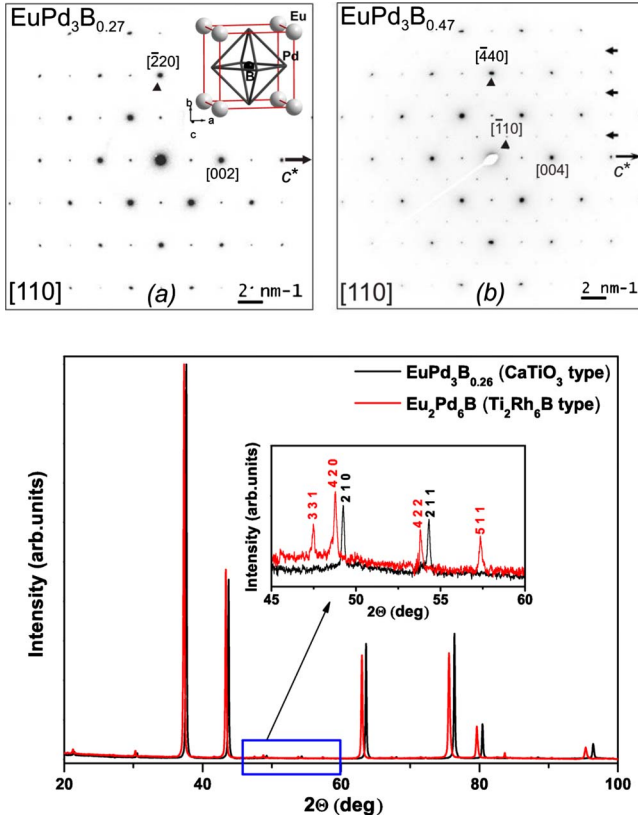 EuPd₃B₀.₂₇
[2̄20]
Eu
Pd
B
b
a
c
[002]
c*
[110]
(a)
2 nm-1
EuPd₃B₀.₄₇
[4̄40]
[1̄10]
[004]
c*
[110]
(b)
2 nm-1
EuPd₃B₀.₂₆ (CaTiO₃ type)
Eu₂Pd₆B (Ti₂Rh₆B type)
Intensity (arb.units)
3 3 1
4 2 0
2 1 0
4 2 2
2 1 1
5 1 1
45 50 55 60
2Θ (deg)
Intensity (arb.units)
20 40 60 80 100
2Θ (deg)